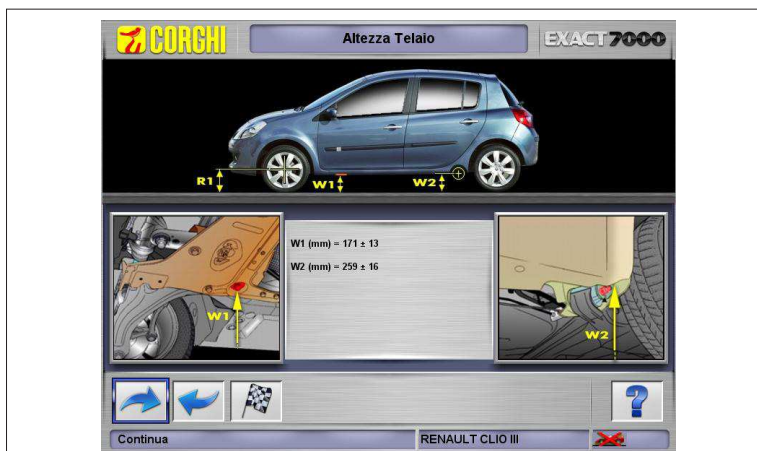 CORGHI
Altezza Telaio
EXACT7000
R1
W1
W2
W1 (mm) = 171 ± 13
W2 (mm) = 259 ± 16
W1
W2
?
Continua
RENAULT CLIO III